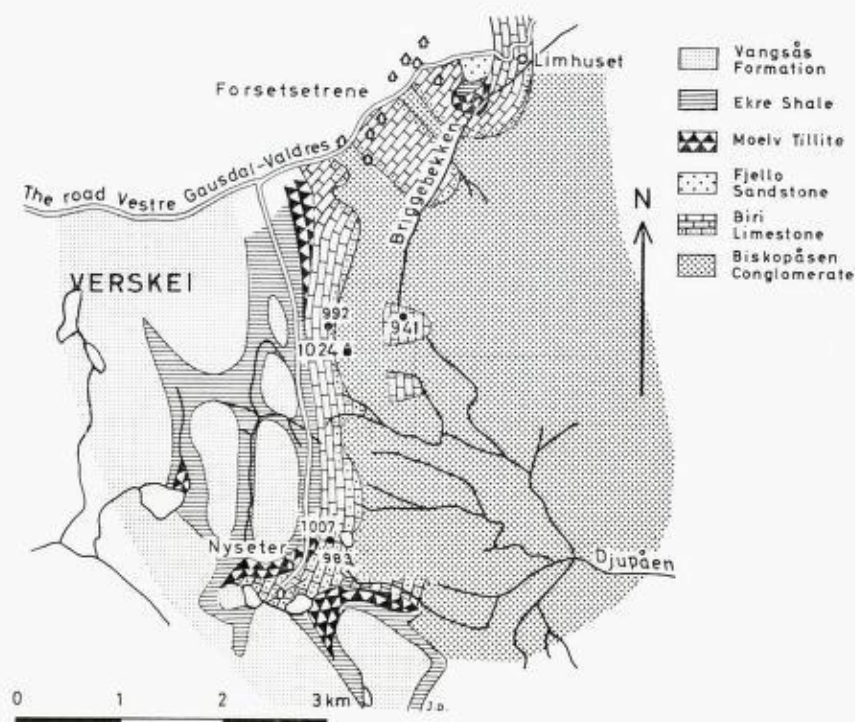 Limhuset
Forsetsetrene
The road Vestre Gausdal-Valdres
Briggebekken
VERSKEI
992
941
1024
1007
Nyseter
983
Djupåen
0 1 2 3 km
J.D.
Vangsås
Formation
Ekre Shale
Moelv Tillite
Fjello
Sandstone
Biri
Limestone
Biskopåsen
Conglomerate
N